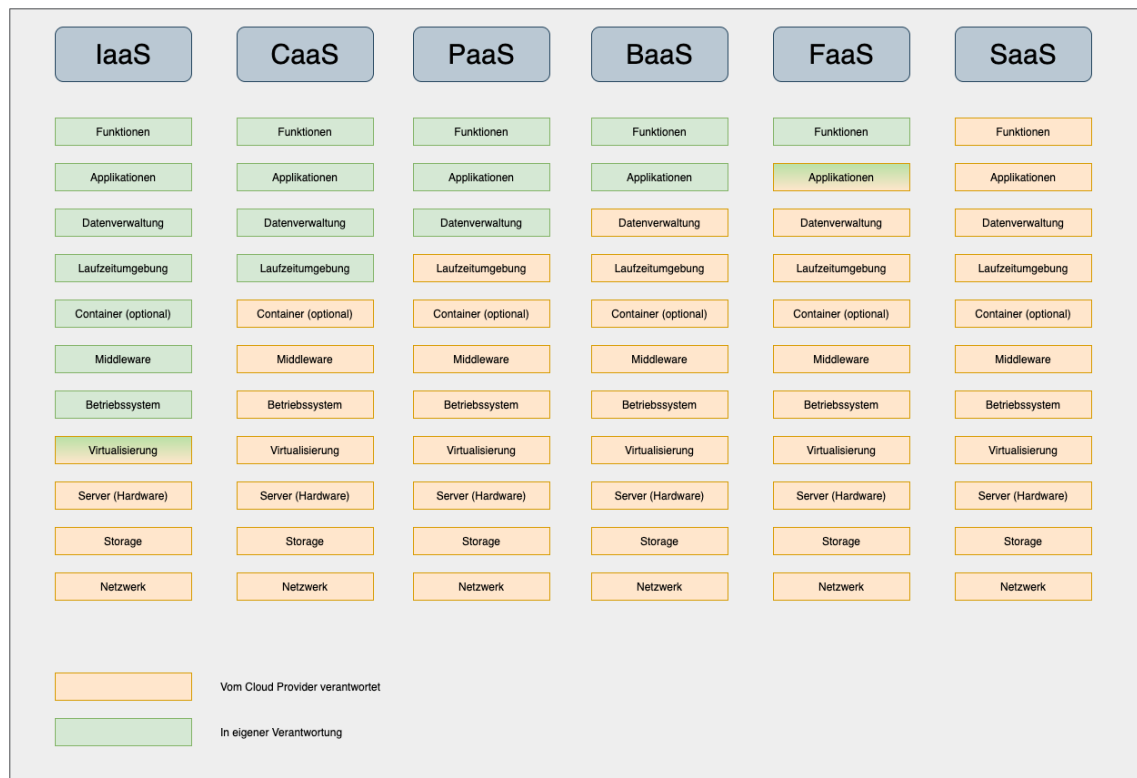 IaaS CaaS PaaS BaaS FaaS SaaS
Funktionen Funktionen Funktionen Funktionen Funktionen Funktionen
Applikationen Applikationen Applikationen Applikationen Applikationen Applikationen
Datenverwaltung Datenverwaltung Datenverwaltung Datenverwaltung Datenverwaltung Datenverwaltung
Laufzeitumgebung Laufzeitumgebung Laufzeitumgebung Laufzeitumgebung Laufzeitumgebung Laufzeitumgebung
Container (optional) Container (optional) Container (optional) Container (optional) Container (optional) Container (optional)
Middleware Middleware Middleware Middleware Middleware Middleware
Betriebssystem Betriebssystem Betriebssystem Betriebssystem Betriebssystem Betriebssystem
Virtualisierung Virtualisierung Virtualisierung Virtualisierung Virtualisierung Virtualisierung
Server (Hardware) Server (Hardware) Server (Hardware) Server (Hardware) Server (Hardware) Server (Hardware)
Storage Storage Storage Storage Storage Storage
Netzwerk Netzwerk Netzwerk Netzwerk Netzwerk Netzwerk
Vom Cloud Provider verantwortet
In eigener Verantwortung